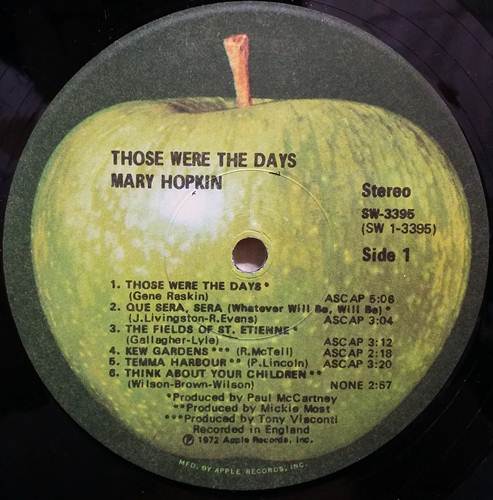 THOSE WERE THE DAYS
MARY HOPKIN
Stereo
SW-3395
(SW 1-3395)
Side 1
1. THOSE WERE THE DAYS*
(Gene Raskin) ASCAP 5:06
2. QUE SERA, SERA (Whatever Will Be, Will Be)*
(J.Livingston-R.Evans) ASCAP 3:04
3. THE FIELDS OF ST. ETIENNE*
(Gallagher-Lyle) ASCAP 3:12
4. KEW GARDENS*** (R.McTell) ASCAP 2:18
5. TEMMA HARBOUR** (P.Lincoln) ASCAP 3:20
6. THINK ABOUT YOUR CHILDREN**
(Wilson-Brown-Wilson) NONE 2:57
*Produced by Paul McCartney
**Produced by Mickie Most
***Produced by Tony Visconti
Recorded in England
℗ 1972 Apple Records, Inc.
MFD. BY APPLE RECORDS, INC.